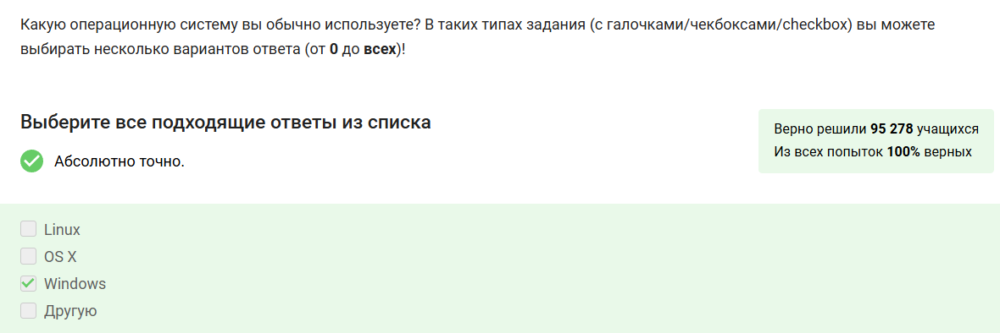 Какую операционную систему вы обычно используете? В таких типах задания (с галочками/чекбоксами/checkbox) вы можете
выбирать несколько вариантов ответа (от 0 до всех)!
Выберите все подходящие ответы из списка
Абсолютно точно.
Верно решили 95 278 учащихся
Из всех попыток 100% верных
Linux
OS X
Windows
Другую